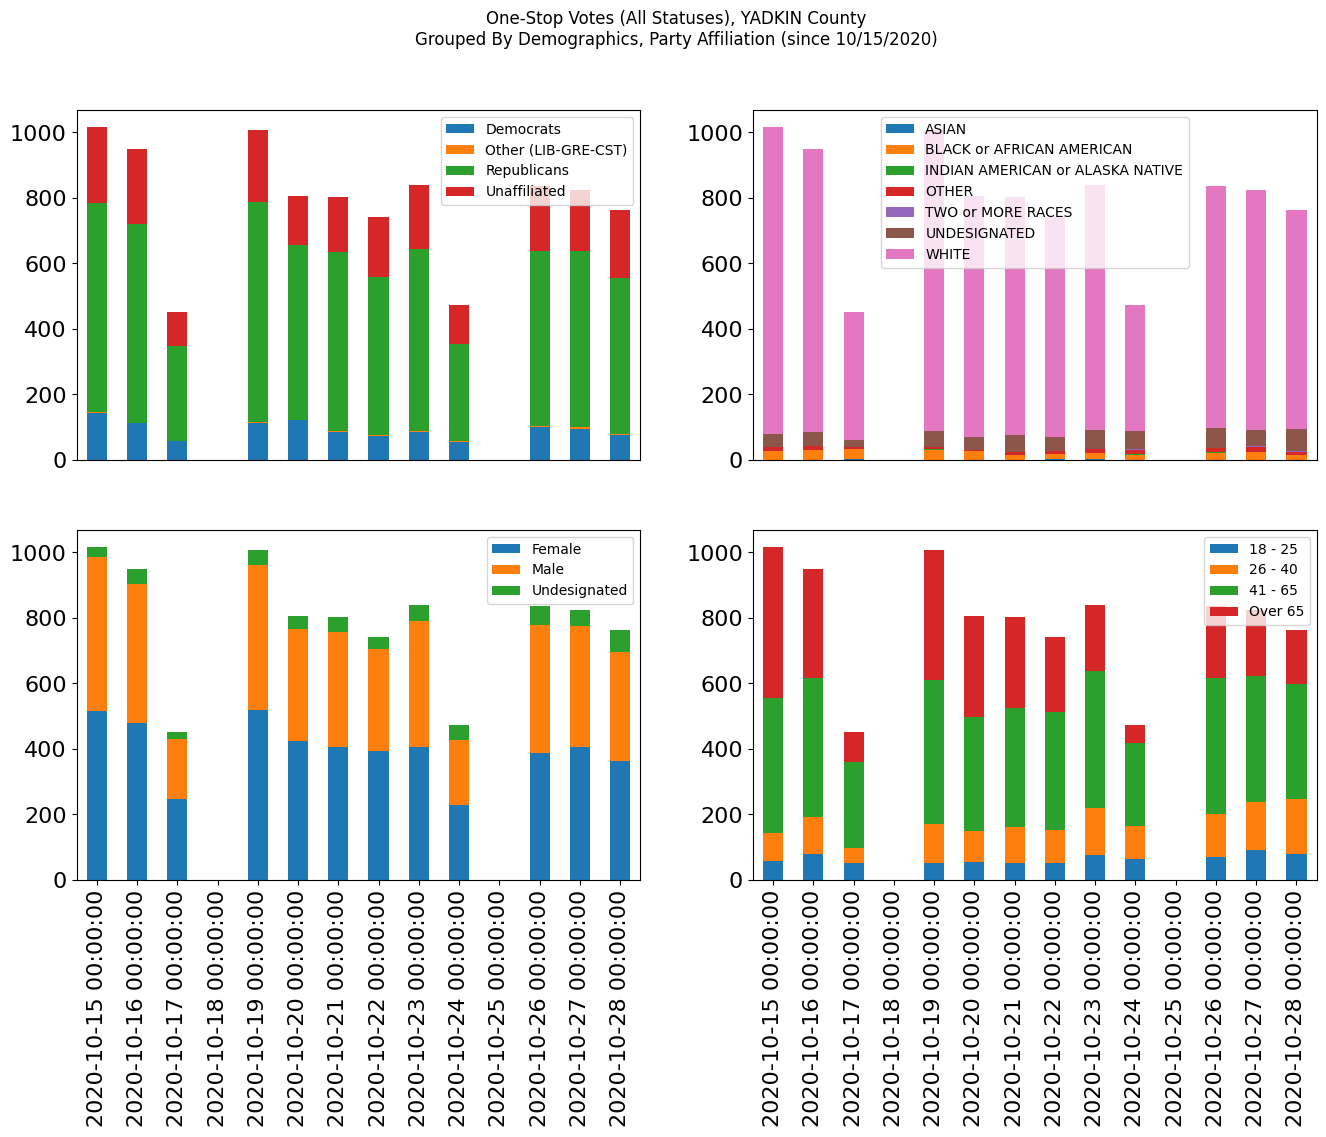 One-Stop Votes (All Statuses), YADKIN County
Grouped By Demographics, Party Affiliation (since 10/15/2020)
1000
800
600
400
200
0
Democrats
Other (LIB-GRE-CST)
Republicans
Unaffiliated
1000
800
600
400
200
0
ASIAN
BLACK or AFRICAN AMERICAN
INDIAN AMERICAN or ALASKA NATIVE
OTHER
TWO or MORE RACES
UNDESIGNATED
WHITE
1000
800
600
400
200
0
Female
Male
Undesignated
2020-10-15 00:00:00
2020-10-16 00:00:00
2020-10-17 00:00:00
2020-10-18 00:00:00
2020-10-19 00:00:00
2020-10-20 00:00:00
2020-10-21 00:00:00
2020-10-22 00:00:00
2020-10-23 00:00:00
2020-10-24 00:00:00
2020-10-25 00:00:00
2020-10-26 00:00:00
2020-10-27 00:00:00
2020-10-28 00:00:00
1000
800
600
400
200
0
18 - 25
26 - 40
41 - 65
Over 65
2020-10-15 00:00:00
2020-10-16 00:00:00
2020-10-17 00:00:00
2020-10-18 00:00:00
2020-10-19 00:00:00
2020-10-20 00:00:00
2020-10-21 00:00:00
2020-10-22 00:00:00
2020-10-23 00:00:00
2020-10-24 00:00:00
2020-10-25 00:00:00
2020-10-26 00:00:00
2020-10-27 00:00:00
2020-10-28 00:00:00